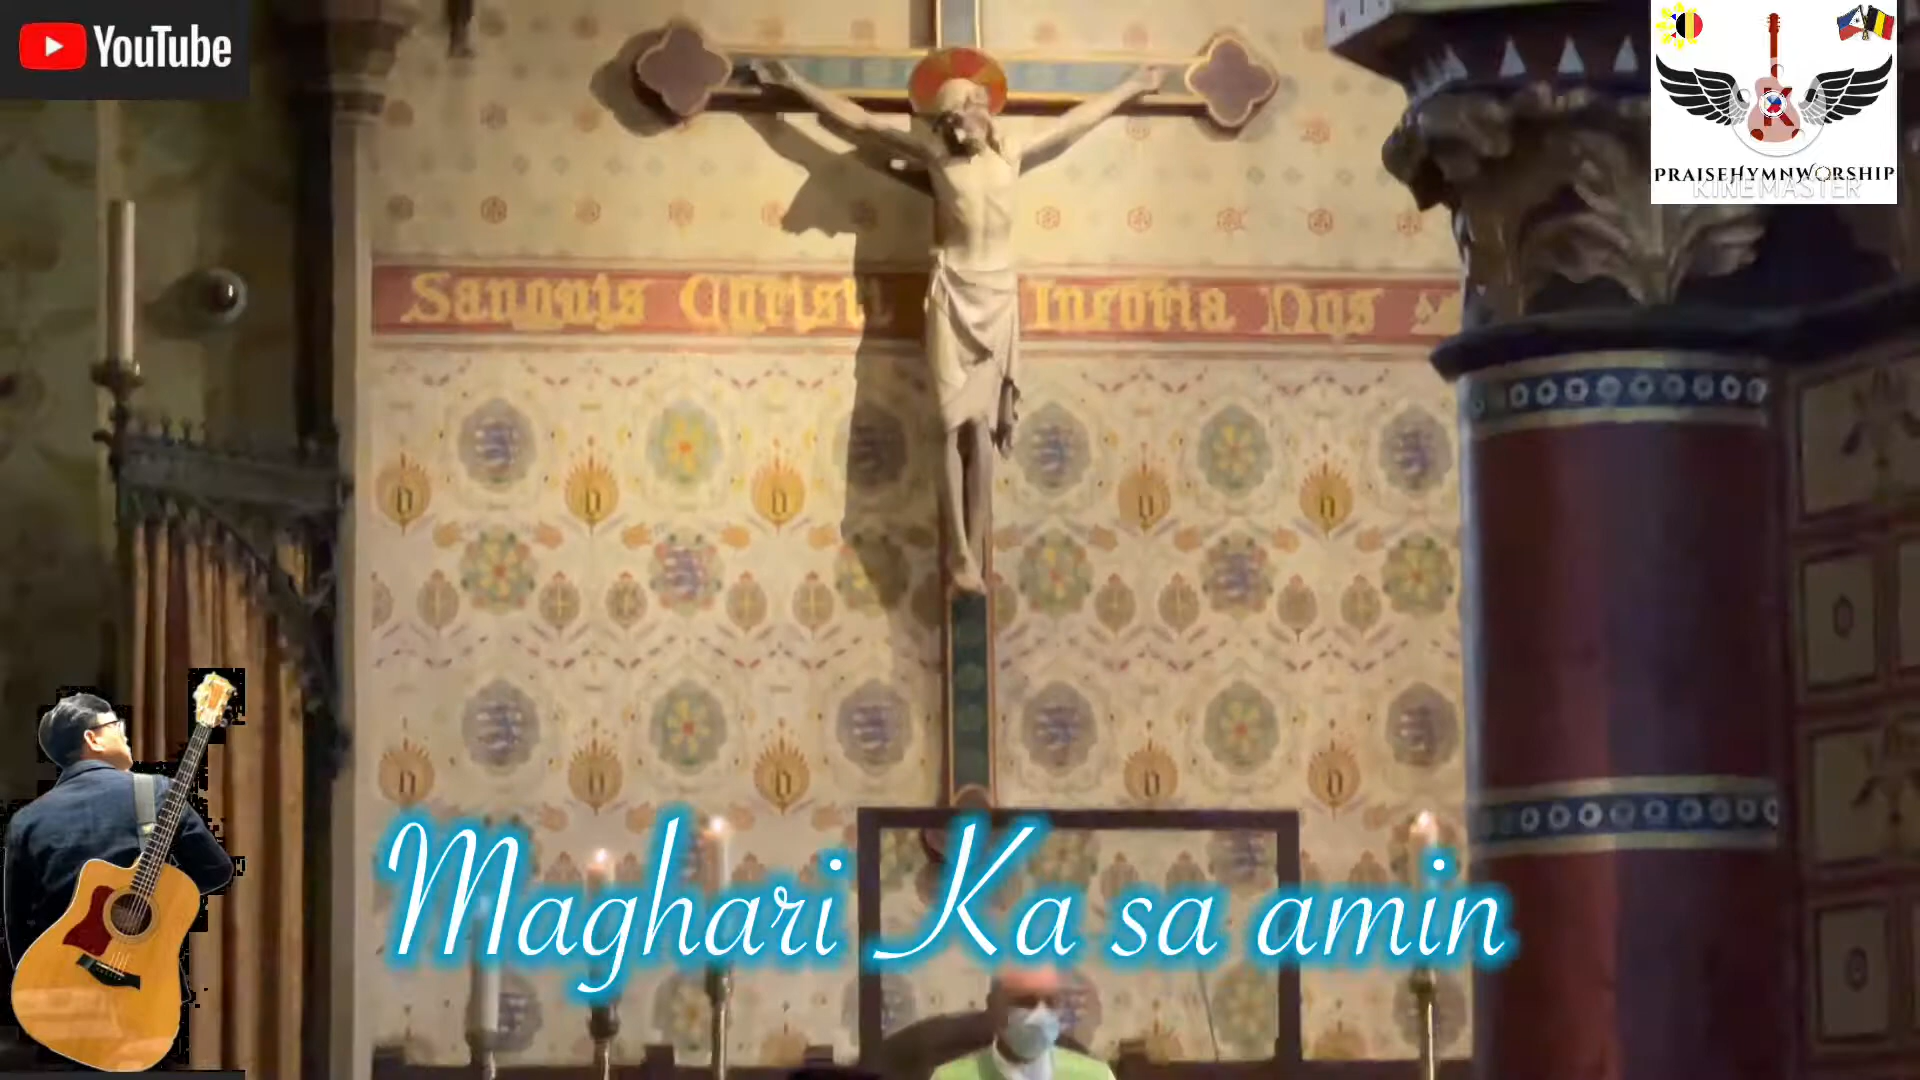 YouTube
PRAISEHYMNWORSHIP
KINEMASTER
Sanguis Christi Inebria Nos
Maghari Ka sa amin